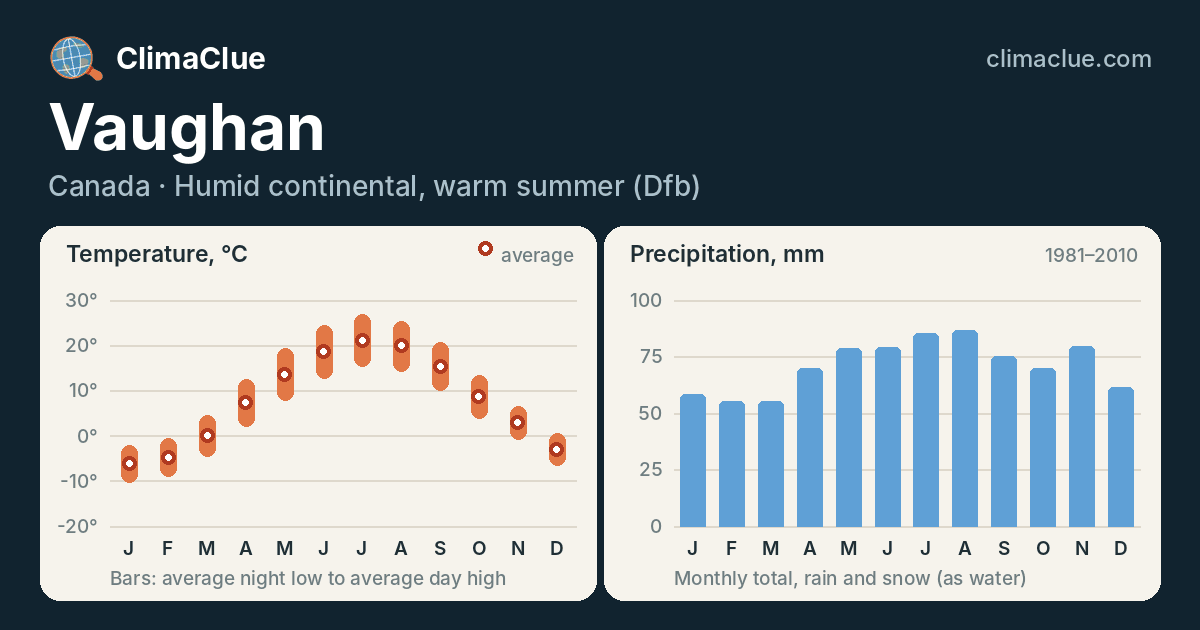 ClimaClue
climaclue.com
Vaughan
Canada · Humid continental, warm summer (Dfb)
Temperature, °C
average
30°
20°
10°
0°
-10°
-20°
J F M A M J J A S O N D
Bars: average night low to average day high
Precipitation, mm
1981–2010
100
75
50
25
0
J F M A M J J A S O N D
Monthly total, rain and snow (as water)